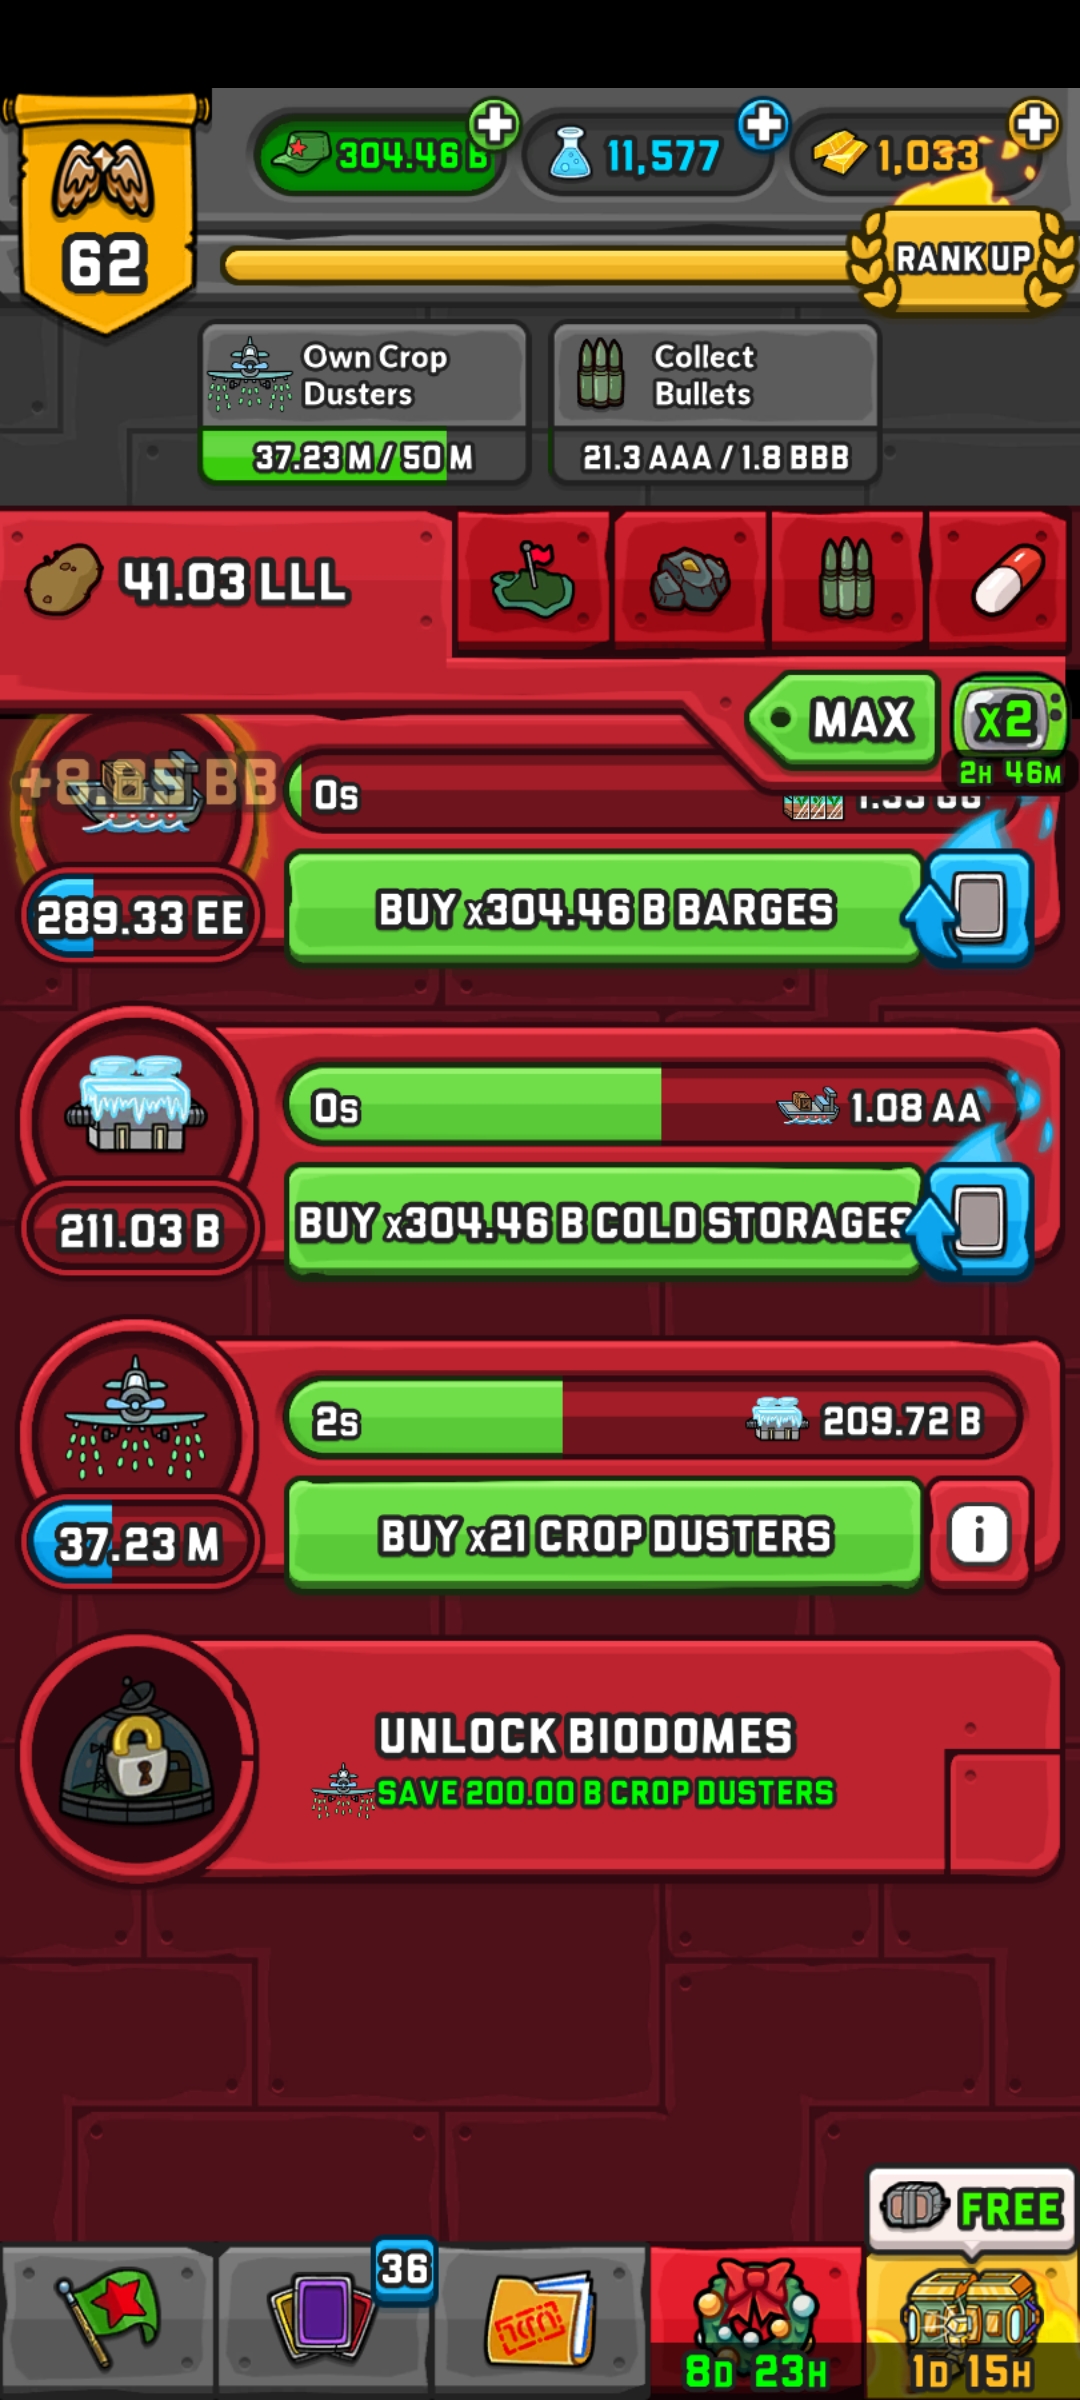 304.46 B
11,577
1,033
62
RANK UP
Own Crop
Dusters
37.23 M / 50 M
Collect
Bullets
21.3 AAA / 1.8 BBB
41.03 LLL
MAX
x2
2H 46M
+8.85 BB
0s
289.33 EE
BUY x304.46 B BARGES
0s
1.08 AA
211.03 B
BUY x304.46 B COLD STORAGES
2s
209.72 B
37.23 M
BUY x21 CROP DUSTERS
i
UNLOCK BIODOMES
SAVE 200.00 B CROP DUSTERS
FREE
36
8D 23H
1D 15H